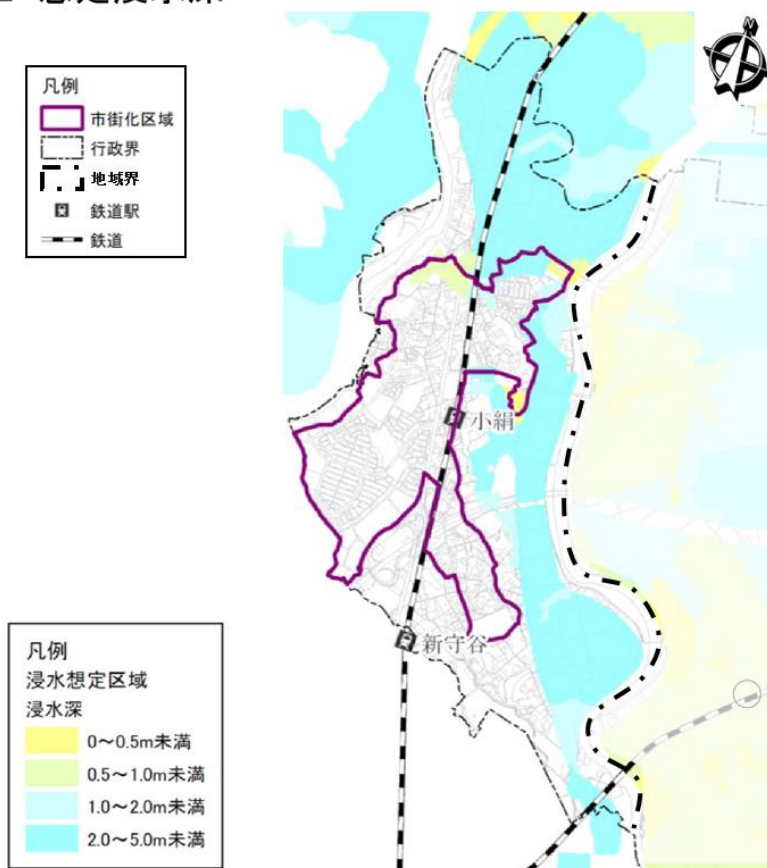 凡例
市街化区域
行政界
地域界
鉄道駅
鉄道
N
小絹
新守谷
凡例
浸水想定区域
浸水深
0～0.5m未満
0.5～1.0m未満
1.0～2.0m未満
2.0～5.0m未満